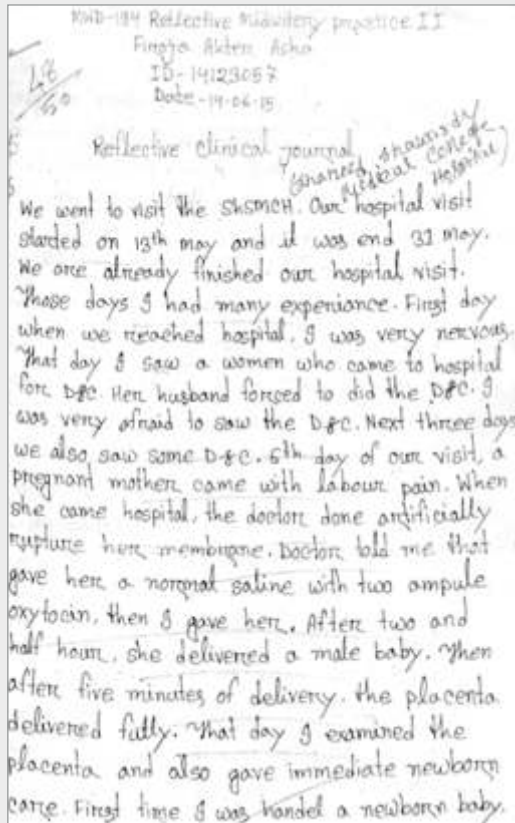 MWD-184 Reflective Midwifery practice II
Firoja Akter Asha
ID-14123057
Date-14-06-15
48/50
Reflective clinical journal
(Shaheed Shawrady
Medical College
Hospital)
We went to visit the ShSMCH. Our hospital visit
started on 13th may and it was end 31 may.
We are already finished our hospital visit.
Those days I had many experiance. First day
when we reached hospital, I was very nervous.
That day I saw a women who came to hospital
for D&C. Her husband forced to did the D&C. I
was very afraid to saw the D&C. Next three days
we also saw some D&C. 5th day of our visit, a
pregnant mother came with labour pain. When
she came hospital, the doctor done artificially
rupture her membrane. Doctor told me that
gave her a normal saline with two ampule
oxytocin, then I gave her. After two and
half hour, she delivered a male baby. Then
after five minutes of delivery. the placenta
delivered fully. That day I examined the
placenta and also gave immediate newborn
care. First time I was handel a newborn baby.